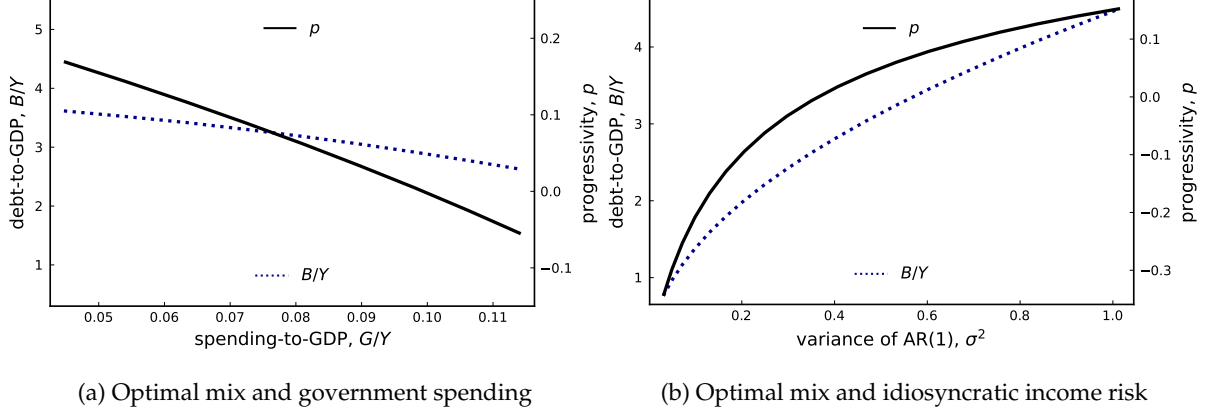 p
B/Y
5
4
3
2
1
debt-to-GDP, B/Y
0.2
0.1
0.0
−0.1
progressivity, p
0.05 0.06 0.07 0.08 0.09 0.10 0.11
spending-to-GDP, G/Y
(a) Optimal mix and government spending
p
B/Y
4
3
2
1
debt-to-GDP, B/Y
0.1
0.0
−0.1
−0.2
−0.3
progressivity, p
0.2 0.4 0.6 0.8 1.0
variance of AR(1), σ²
(b) Optimal mix and idiosyncratic income risk